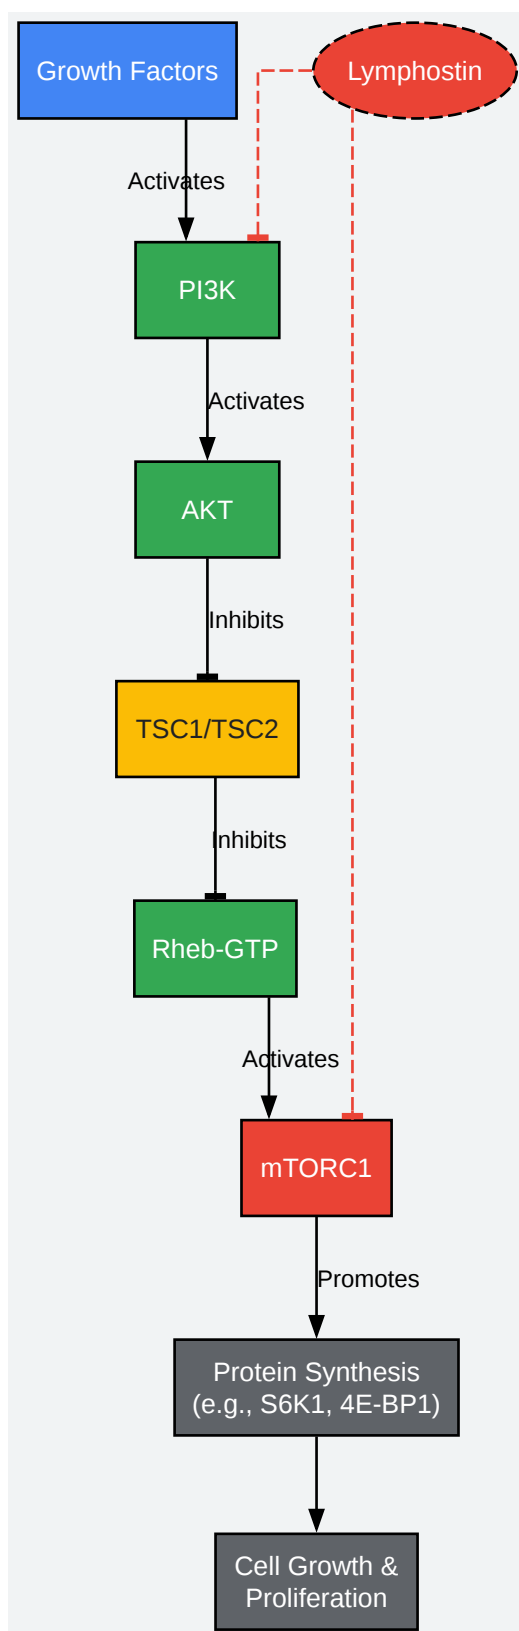 Growth Factors
Lymphostin
Activates
PI3K
Activates
AKT
Inhibits
TSC1/TSC2
Inhibits
Rheb-GTP
Activates
mTORC1
Promotes
Protein Synthesis
(e.g., S6K1, 4E-BP1)
Cell Growth &
Proliferation